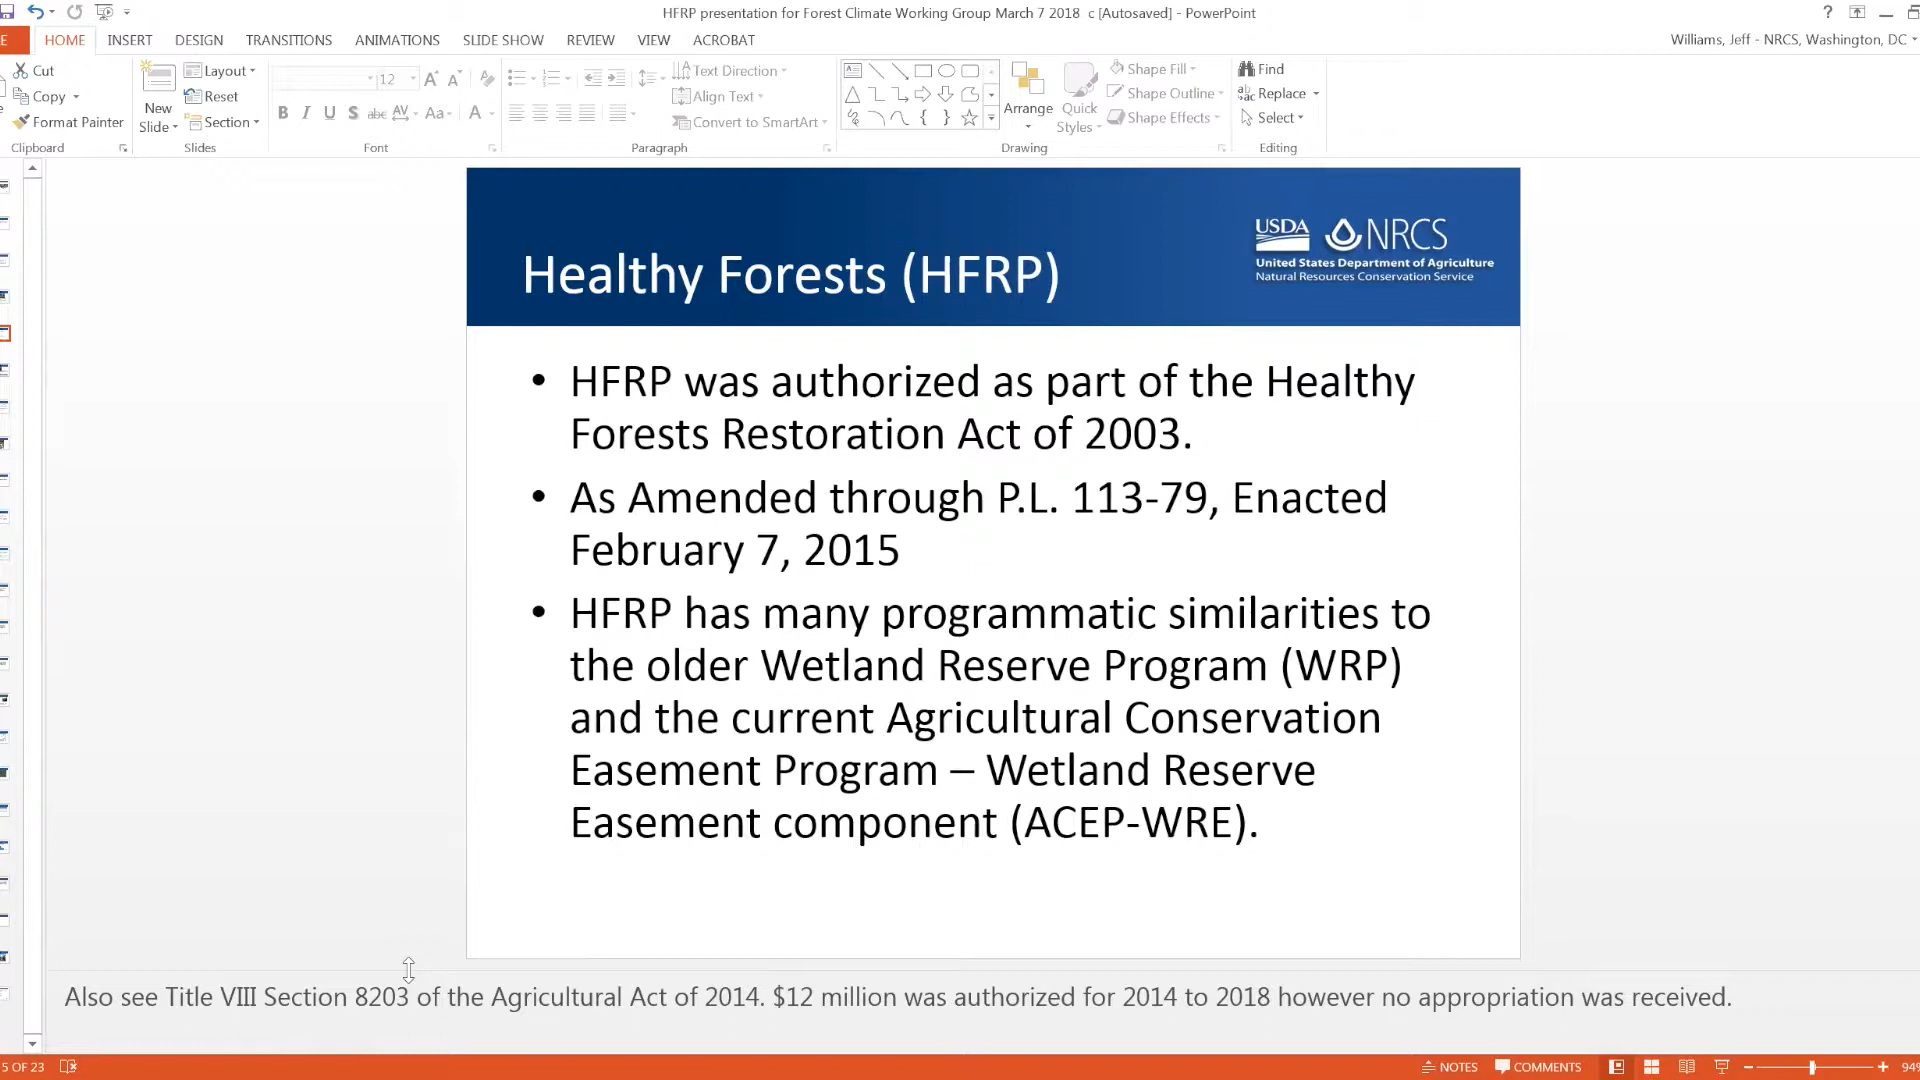 HFRP presentation for Forest Climate Working Group March 7 2018 c [Autosaved] - PowerPoint
?
HOME INSERT DESIGN TRANSITIONS ANIMATIONS SLIDE SHOW REVIEW VIEW ACROBAT
Williams, Jeff - NRCS, Washington, DC
Cut
Copy
Format Painter
Clipboard
New
Slide
Layout
Reset
Section
Slides
12
B I U S abc AV Aa A
Font
Text Direction
Align Text
Convert to SmartArt
Paragraph
Arrange
Quick
Styles
Shape Fill
Shape Outline
Shape Effects
Drawing
Find
Replace
Select
Editing
Healthy Forests (HFRP)
USDA NRCS
United States Department of Agriculture
Natural Resources Conservation Service
• HFRP was authorized as part of the Healthy
Forests Restoration Act of 2003.
• As Amended through P.L. 113-79, Enacted
February 7, 2015
• HFRP has many programmatic similarities to
the older Wetland Reserve Program (WRP)
and the current Agricultural Conservation
Easement Program – Wetland Reserve
Easement component (ACEP-WRE).
Also see Title VIII Section 8203 of the Agricultural Act of 2014. $12 million was authorized for 2014 to 2018 however no appropriation was received.
5 OF 23
NOTES COMMENTS
94%